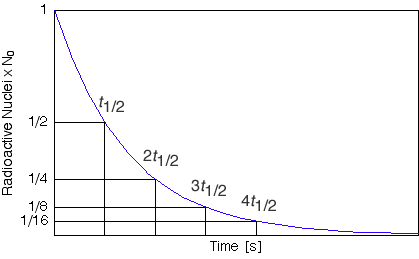 1
Radioactive Nuclei x N₀
t1/2
1/2
2t1/2
1/4
3t1/2
4t1/2
1/8
1/16
Time [s]